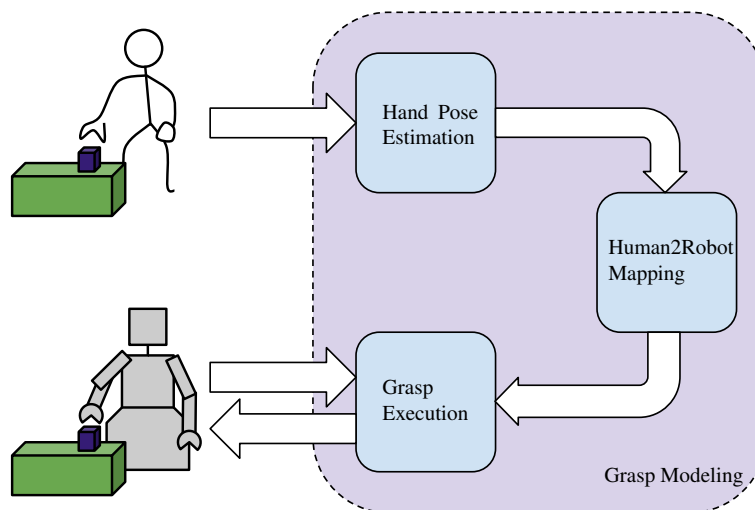 Hand Pose
Estimation
Human2Robot
Mapping
Grasp
Execution
Grasp Modeling